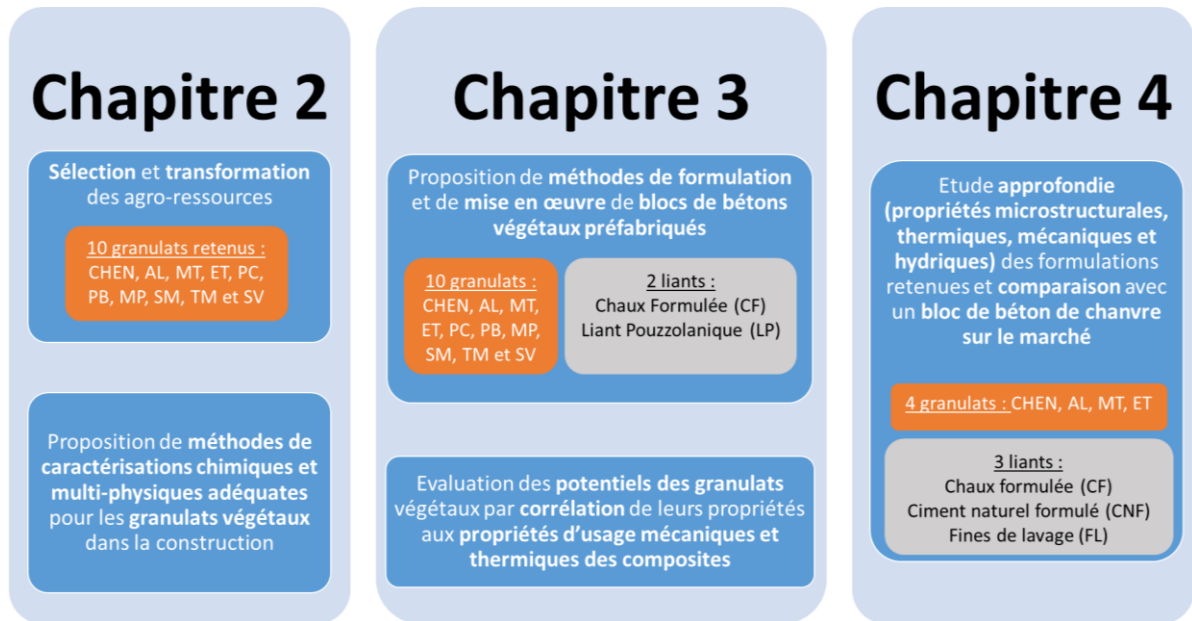 Chapitre 2
Sélection et transformation
des agro-ressources
10 granulats retenus :
CHEN, AL, MT, ET, PC,
PB, MP, SM, TM et SV
Proposition de méthodes de
caractérisations chimiques et
multi-physiques adéquates
pour les granulats végétaux
dans la construction
Chapitre 3
Proposition de méthodes de formulation
et de mise en œuvre de blocs de bétons
végétaux préfabriqués
10 granulats :
CHEN, AL, MT,
ET, PC, PB, MP,
SM, TM et SV
2 liants :
Chaux Formulée (CF)
Liant Pouzzolanique (LP)
Evaluation des potentiels des granulats
végétaux par corrélation de leurs propriétés
aux propriétés d'usage mécaniques et
thermiques des composites
Chapitre 4
Etude approfondie
(propriétés microstructurales,
thermiques, mécaniques et
hydriques) des formulations
retenues et comparaison avec
un bloc de béton de chanvre
sur le marché
4 granulats : CHEN, AL, MT, ET
3 liants :
Chaux formulée (CF)
Ciment naturel formulé (CNF)
Fines de lavage (FL)